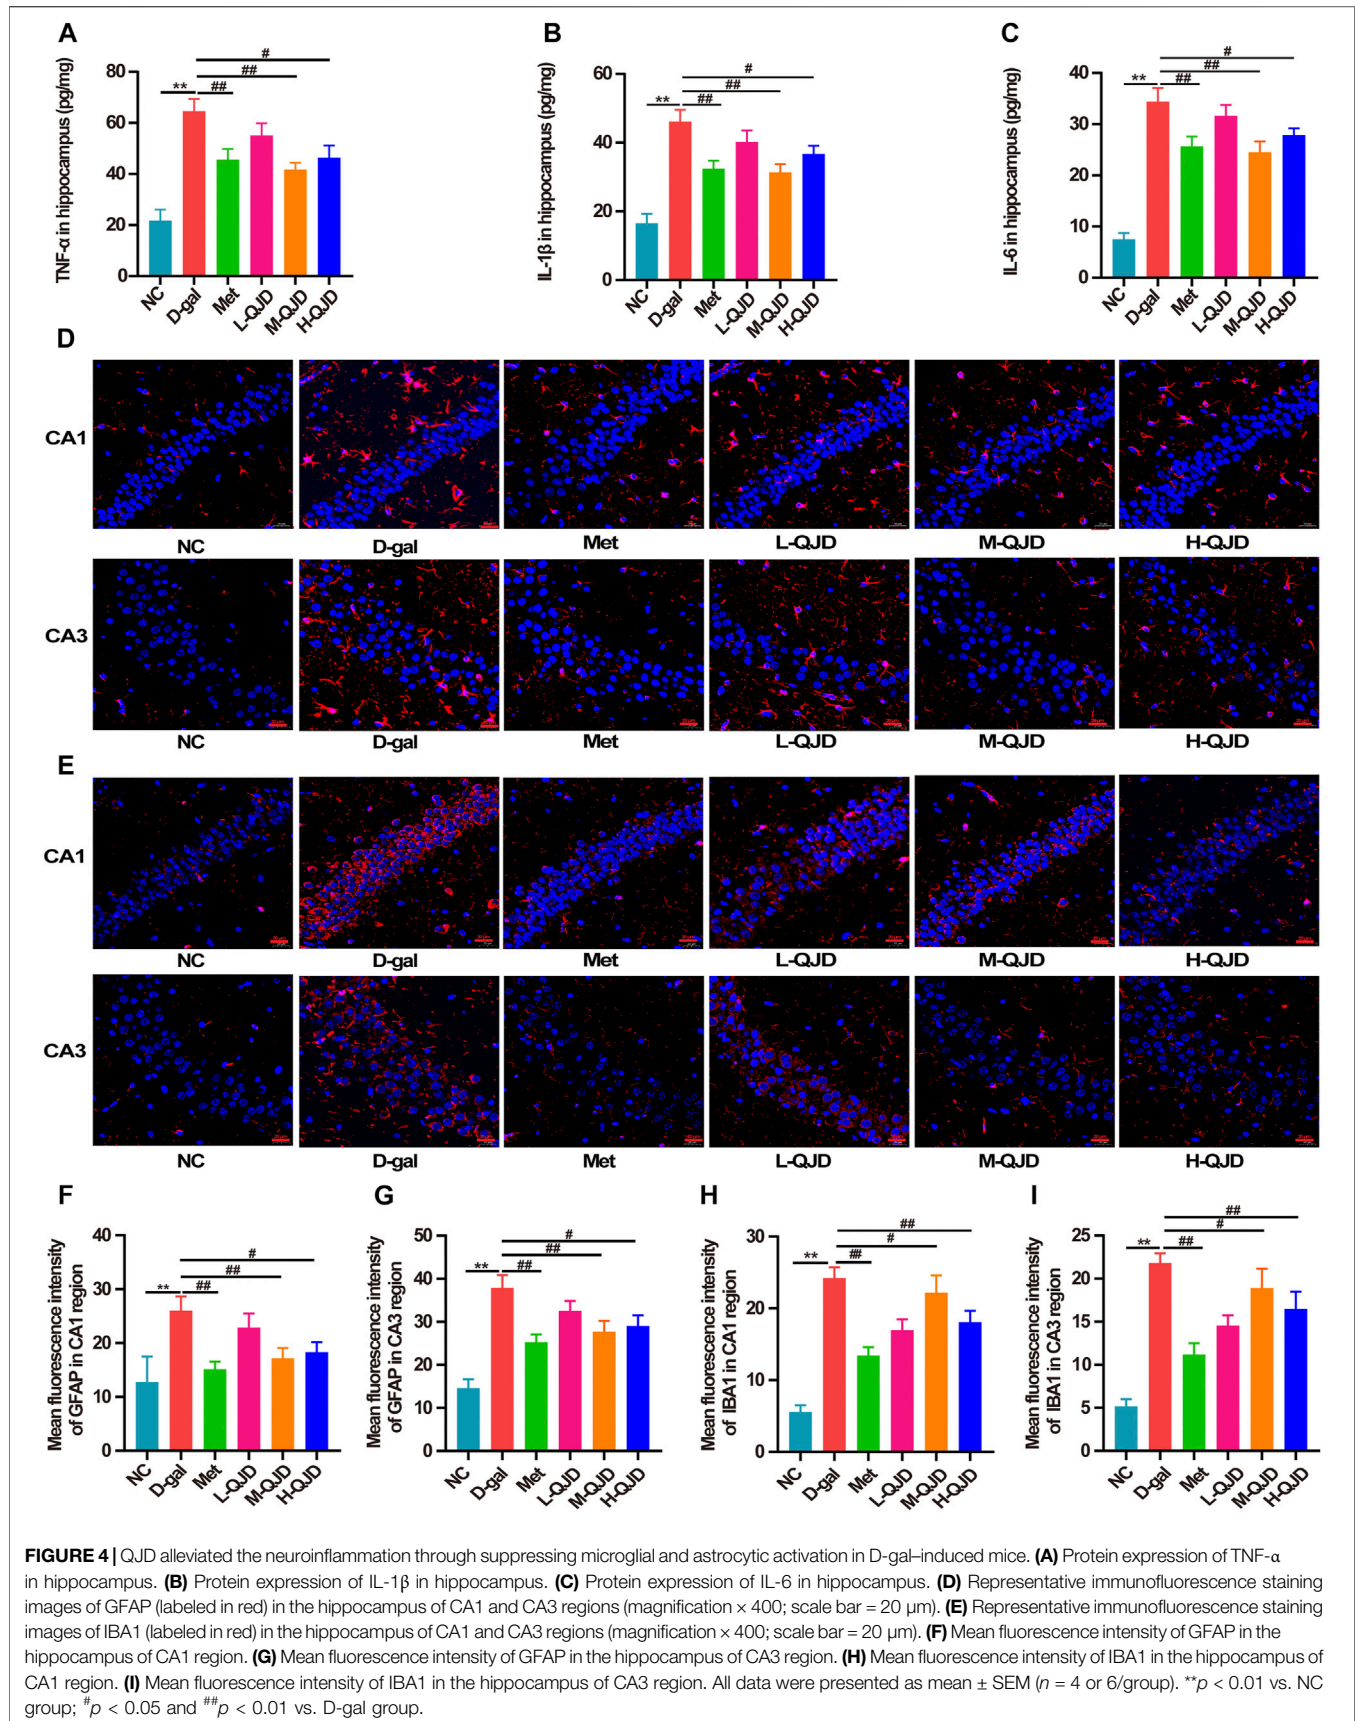 A
B
C
TNF-α in hippocampus (pg/mg)
80
60
40
20
0
**
##
##
#
NC
D-gal
Met
L-QJD
M-QJD
H-QJD
IL-1β in hippocampus (pg/mg)
60
40
20
0
**
##
##
#
NC
D-gal
Met
L-QJD
M-QJD
H-QJD
IL-6 in hippocampus (pg/mg)
40
30
20
10
0
**
##
##
#
NC
D-gal
Met
L-QJD
M-QJD
H-QJD
D
CA1
NC D-gal Met L-QJD M-QJD H-QJD
CA3
NC D-gal Met L-QJD M-QJD H-QJD
E
CA1
NC D-gal Met L-QJD M-QJD H-QJD
CA3
NC D-gal Met L-QJD M-QJD H-QJD
F
G
H
I
Mean fluorescence intensity
of GFAP in CA1 region
40
30
20
10
0
**
##
##
#
NC
D-gal
Met
L-QJD
M-QJD
H-QJD
Mean fluorescence intensity
of GFAP in CA3 region
50
40
30
20
10
0
**
##
##
#
NC
D-gal
Met
L-QJD
M-QJD
H-QJD
Mean fluorescence intensity
of IBA1 in CA1 region
30
20
10
0
**
##
#
##
NC
D-gal
Met
L-QJD
M-QJD
H-QJD
Mean fluorescence intensity
of IBA1 in CA3 region
25
20
15
10
5
0
**
##
#
##
NC
D-gal
Met
L-QJD
M-QJD
H-QJD
FIGURE 4 | QJD alleviated the neuroinflammation through suppressing microglial and astrocytic activation in D-gal–induced mice. (A) Protein expression of TNF-α
in hippocampus. (B) Protein expression of IL-1β in hippocampus. (C) Protein expression of IL-6 in hippocampus. (D) Representative immunofluorescence staining
images of GFAP (labeled in red) in the hippocampus of CA1 and CA3 regions (magnification × 400; scale bar = 20 µm). (E) Representative immunofluorescence staining
images of IBA1 (labeled in red) in the hippocampus of CA1 and CA3 regions (magnification × 400; scale bar = 20 µm). (F) Mean fluorescence intensity of GFAP in the
hippocampus of CA1 region. (G) Mean fluorescence intensity of GFAP in the hippocampus of CA3 region. (H) Mean fluorescence intensity of IBA1 in the hippocampus of
CA1 region. (I) Mean fluorescence intensity of IBA1 in the hippocampus of CA3 region. All data were presented as mean ± SEM (n = 4 or 6/group). **p < 0.01 vs. NC
group; #p < 0.05 and ##p < 0.01 vs. D-gal group.